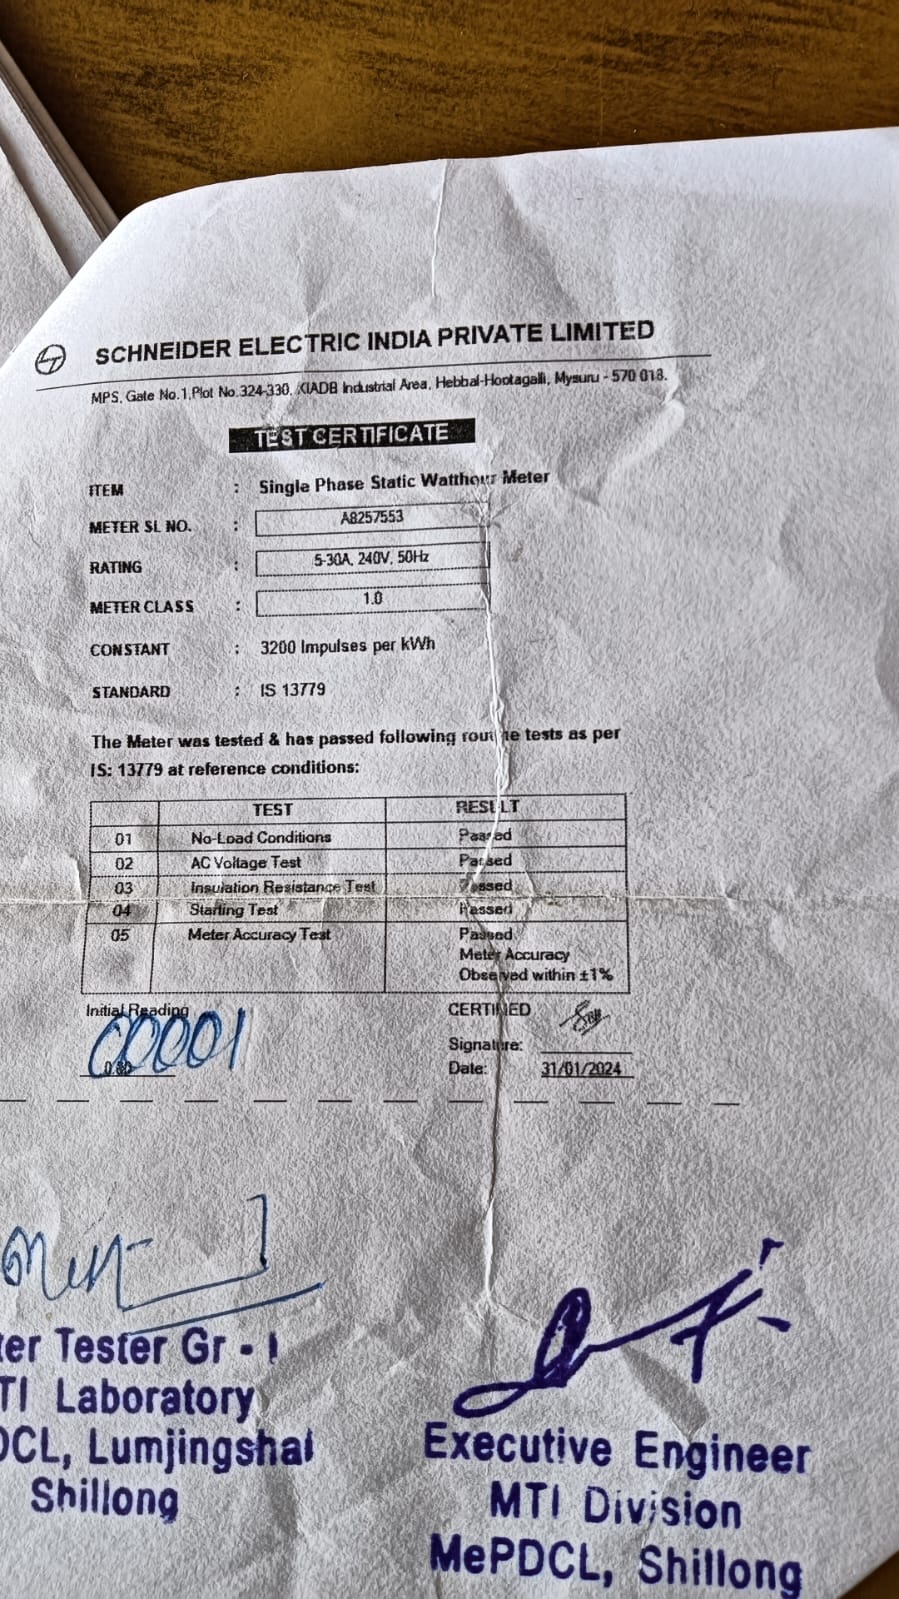 SCHNEIDER ELECTRIC INDIA PRIVATE LIMITED
MPS, Gate No.1,Plot No.324-330, KIADB Industrial Area, Hebbal-Hootagalli, Mysuru - 570 018.
TEST CERTIFICATE
ITEM : Single Phase Static Watthour Meter
METER SL NO. : A8257553
RATING : 5-30A, 240V, 50Hz
METER CLASS : 1.0
CONSTANT : 3200 Impulses per kWh
STANDARD : IS 13779
The Meter was tested & has passed following routine tests as per
IS: 13779 at reference conditions:
TEST RESULT
01 No-Load Conditions Passed
02 AC Voltage Test Passed
03 Insulation Resistance Test Passed
04 Starting Test Passed
05 Meter Accuracy Test Passed
Meter Accuracy
Observed within ±1%
Initial Reading CERTIFIED
00001
Signature:
Date: 31/01/2024
er Tester Gr - I
TI Laboratory
DCL, Lumjingshai
Shillong
Executive Engineer
MTI Division
MePDCL, Shillong